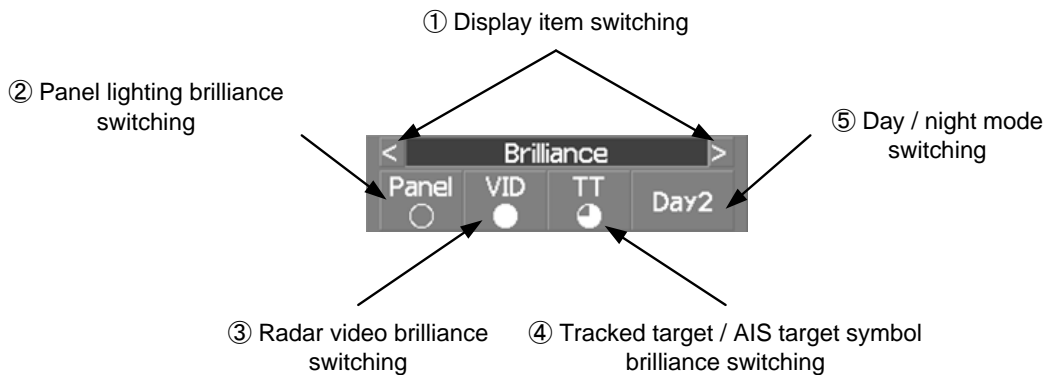 ① Display item switching
② Panel lighting brilliance
switching
⑤ Day / night mode
switching
< Brilliance >
Panel VID TT Day2
③ Radar video brilliance
switching
④ Tracked target / AIS target symbol
brilliance switching